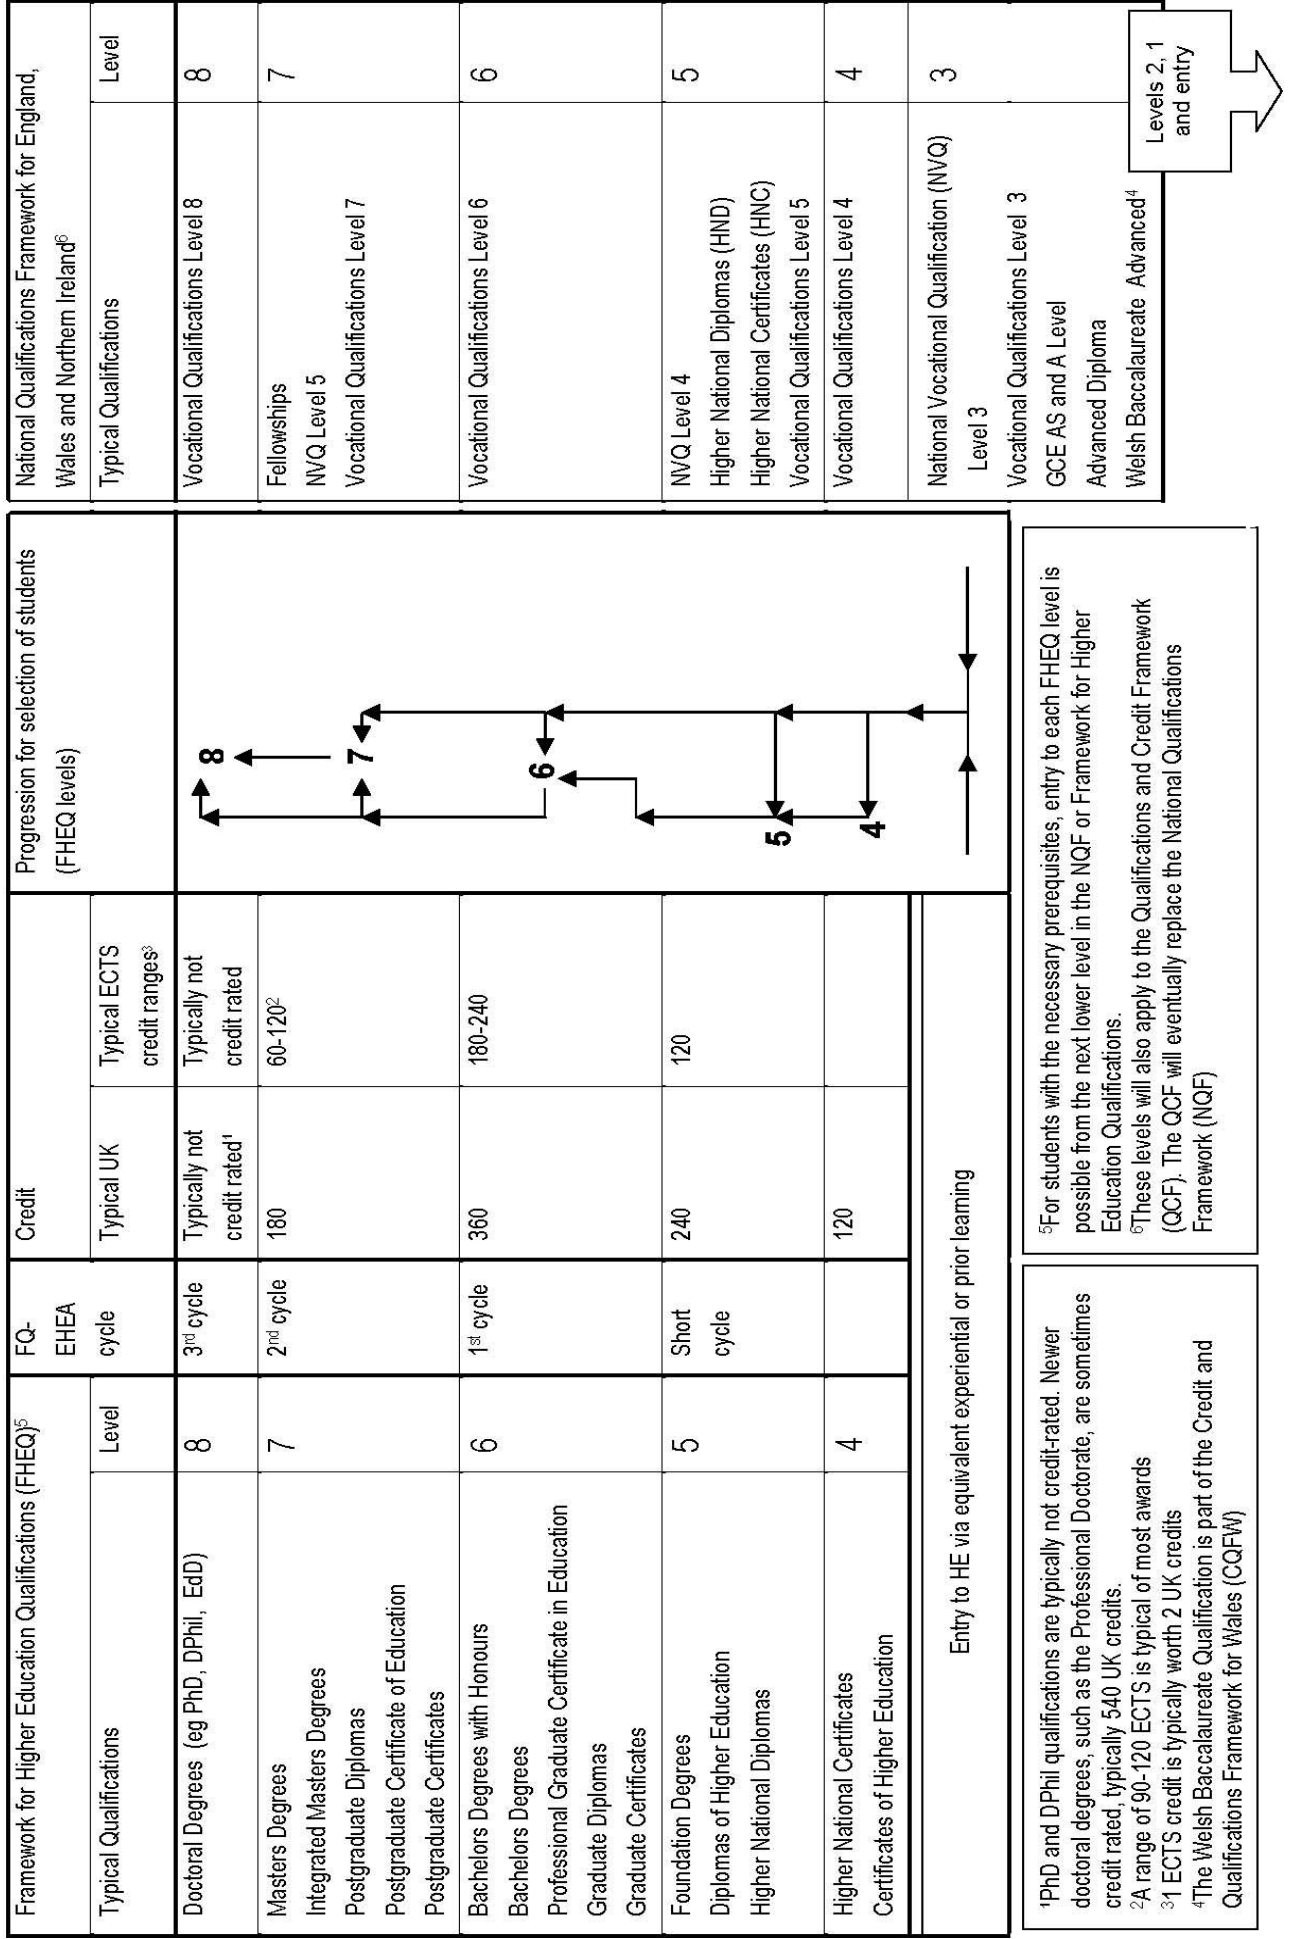 Framework for Higher Education Qualifications (FHEQ)⁵
FQ-
EHEA
cycle
Credit
Progression for selection of students
(FHEQ levels)
National Qualifications Framework for England,
Wales and Northern Ireland⁶
Typical Qualifications
Level
Typical UK
Typical ECTS
credit ranges³
Typical Qualifications
Level
Doctoral Degrees (eg PhD, DPhil, EdD)
8
3rd cycle
Typically not
credit rated¹
Typically not
credit rated
8
Vocational Qualifications Level 8
8
Masters Degrees
Integrated Masters Degrees
Postgraduate Diplomas
Postgraduate Certificate of Education
Postgraduate Certificates
7
2nd cycle
180
60-120²
7
Fellowships
NVQ Level 5
Vocational Qualifications Level 7
7
Bachelors Degrees with Honours
Bachelors Degrees
Professional Graduate Certificate in Education
Graduate Diplomas
Graduate Certificates
6
1st cycle
360
180-240
6
Vocational Qualifications Level 6
6
Foundation Degrees
Diplomas of Higher Education
Higher National Diplomas
5
Short
cycle
240
120
5
NVQ Level 4
Higher National Diplomas (HND)
Higher National Certificates (HNC)
Vocational Qualifications Level 5
5
Higher National Certificates
Certificates of Higher Education
4
120
4
Vocational Qualifications Level 4
4
Entry to HE via equivalent experiential or prior learning
National Vocational Qualification (NVQ)
Level 3
Vocational Qualifications Level 3
GCE AS and A Level
Advanced Diploma
Welsh Baccalaureate Advanced⁴
3
Levels 2, 1
and entry
¹PhD and DPhil qualifications are typically not credit-rated. Newer
doctoral degrees, such as the Professional Doctorate, are sometimes
credit rated, typically 540 UK credits.
²A range of 90-120 ECTS is typical of most awards
³1 ECTS credit is typically worth 2 UK credits
⁴The Welsh Baccalaureate Qualification is part of the Credit and
Qualifications Framework for Wales (CQFW)
⁵For students with the necessary prerequisites, entry to each FHEQ level is
possible from the next lower level in the NQF or Framework for Higher
Education Qualifications.
⁶These levels will also apply to the Qualifications and Credit Framework
(QCF). The QCF will eventually replace the National Qualifications
Framework (NQF)